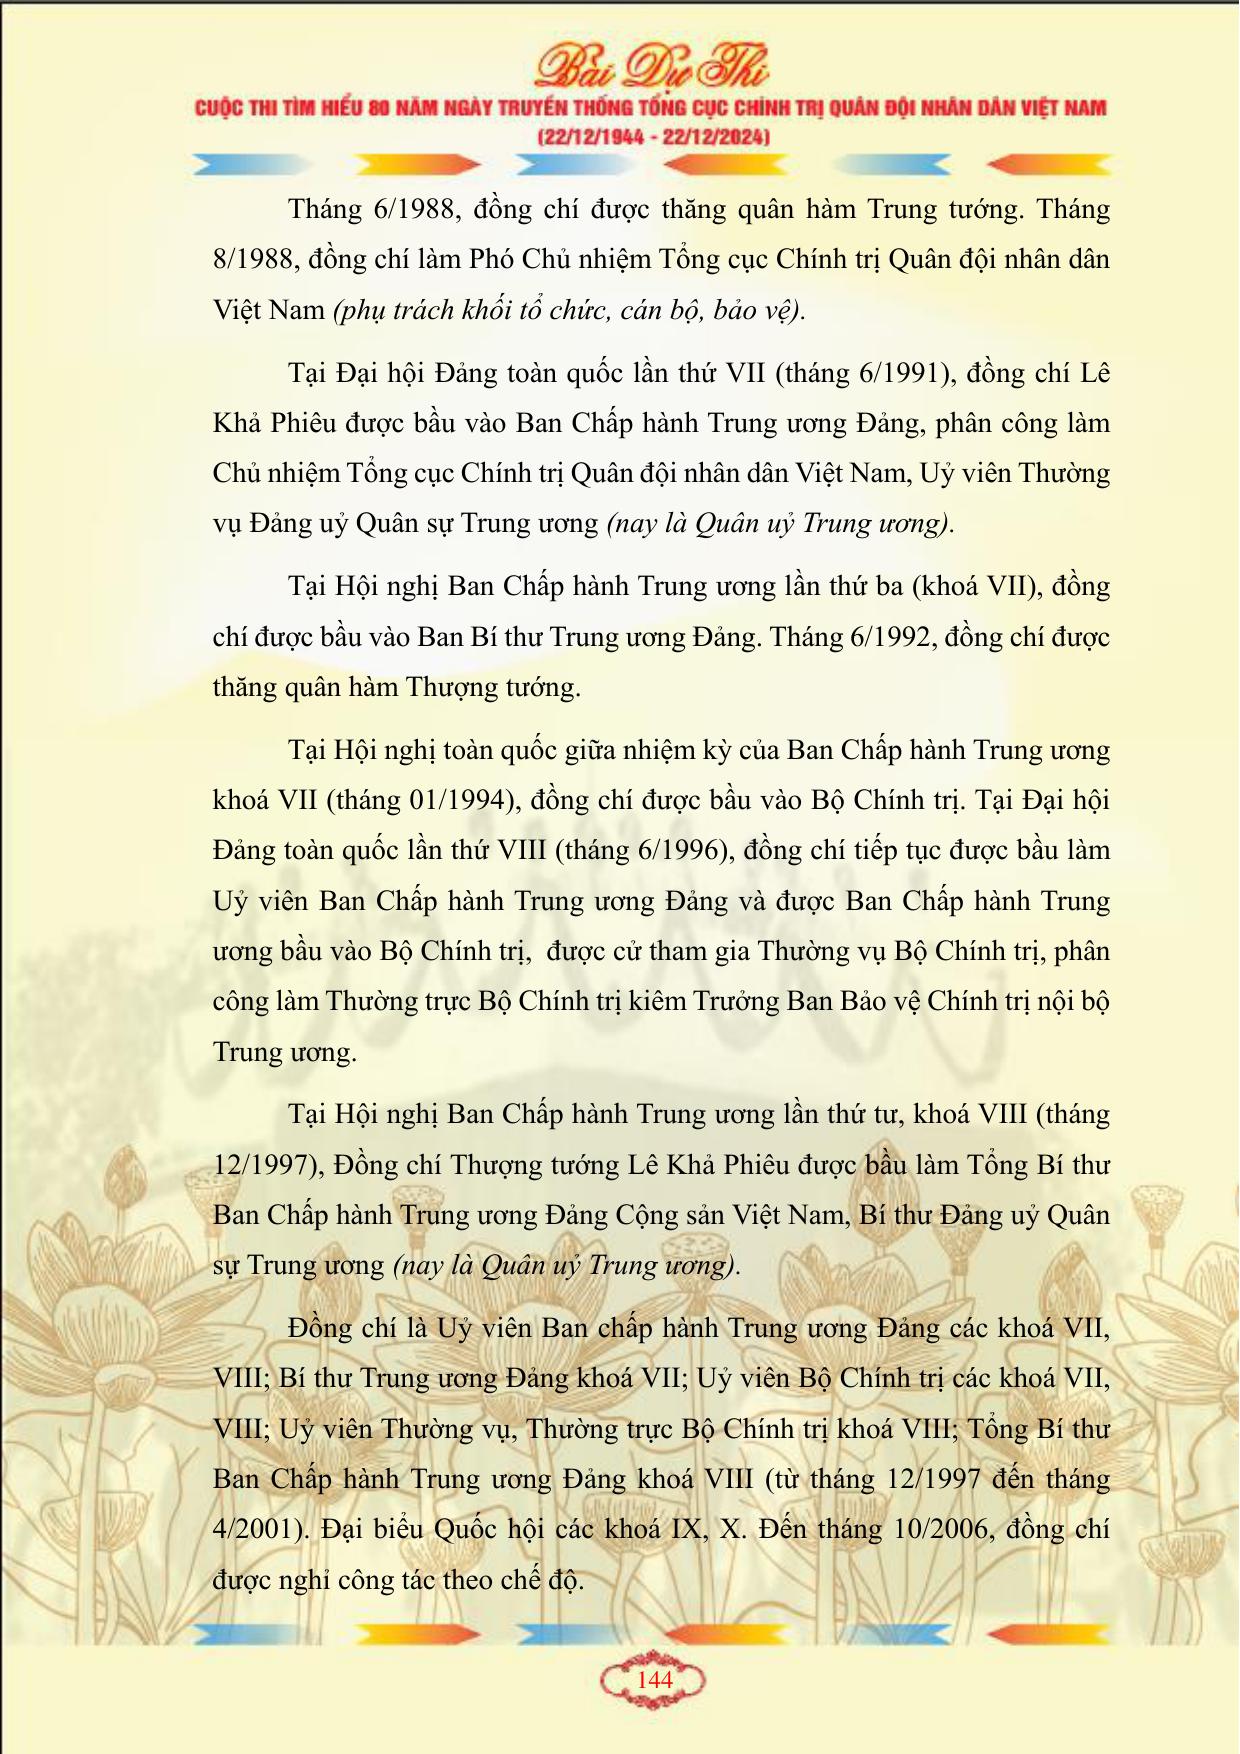 Bài Dự Thi
CUỘC THI TÌM HIỂU 80 NĂM NGÀY TRUYỀN THỐNG TỔNG CỤC CHÍNH TRỊ QUÂN ĐỘI NHÂN DÂN VIỆT NAM
(22/12/1944 - 22/12/2024)
Tháng 6/1988, đồng chí được thăng quân hàm Trung tướng. Tháng
8/1988, đồng chí làm Phó Chủ nhiệm Tổng cục Chính trị Quân đội nhân dân
Việt Nam (phụ trách khối tổ chức, cán bộ, bảo vệ).
Tại Đại hội Đảng toàn quốc lần thứ VII (tháng 6/1991), đồng chí Lê
Khả Phiêu được bầu vào Ban Chấp hành Trung ương Đảng, phân công làm
Chủ nhiệm Tổng cục Chính trị Quân đội nhân dân Việt Nam, Uỷ viên Thường
vụ Đảng uỷ Quân sự Trung ương (nay là Quân uỷ Trung ương).
Tại Hội nghị Ban Chấp hành Trung ương lần thứ ba (khoá VII), đồng
chí được bầu vào Ban Bí thư Trung ương Đảng. Tháng 6/1992, đồng chí được
thăng quân hàm Thượng tướng.
Tại Hội nghị toàn quốc giữa nhiệm kỳ của Ban Chấp hành Trung ương
khoá VII (tháng 01/1994), đồng chí được bầu vào Bộ Chính trị. Tại Đại hội
Đảng toàn quốc lần thứ VIII (tháng 6/1996), đồng chí tiếp tục được bầu làm
Uỷ viên Ban Chấp hành Trung ương Đảng và được Ban Chấp hành Trung
ương bầu vào Bộ Chính trị, được cử tham gia Thường vụ Bộ Chính trị, phân
công làm Thường trực Bộ Chính trị kiêm Trưởng Ban Bảo vệ Chính trị nội bộ
Trung ương.
Tại Hội nghị Ban Chấp hành Trung ương lần thứ tư, khoá VIII (tháng
12/1997), Đồng chí Thượng tướng Lê Khả Phiêu được bầu làm Tổng Bí thư
Ban Chấp hành Trung ương Đảng Cộng sản Việt Nam, Bí thư Đảng uỷ Quân
sự Trung ương (nay là Quân uỷ Trung ương).
Đồng chí là Uỷ viên Ban chấp hành Trung ương Đảng các khoá VII,
VIII; Bí thư Trung ương Đảng khoá VII; Uỷ viên Bộ Chính trị các khoá VII,
VIII; Uỷ viên Thường vụ, Thường trực Bộ Chính trị khoá VIII; Tổng Bí thư
Ban Chấp hành Trung ương Đảng khoá VIII (từ tháng 12/1997 đến tháng
4/2001). Đại biểu Quốc hội các khoá IX, X. Đến tháng 10/2006, đồng chí
được nghỉ công tác theo chế độ.
144